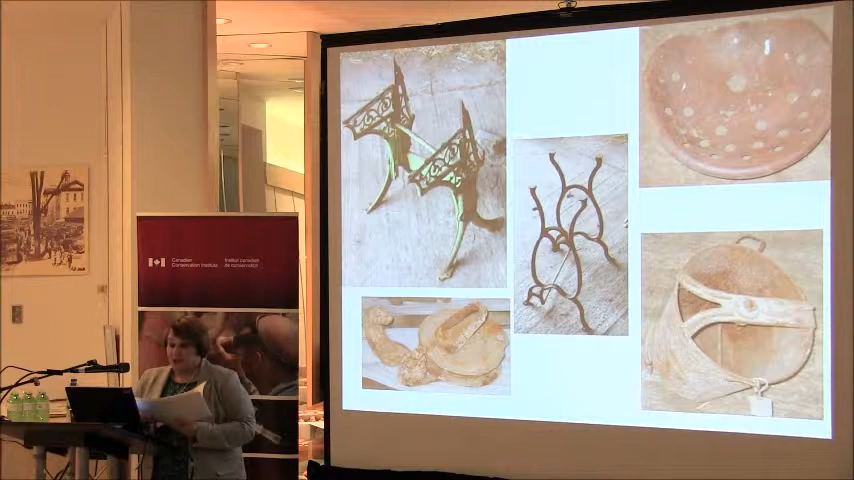 Canadian
Conservation Institute
Institut canadien
de conservation